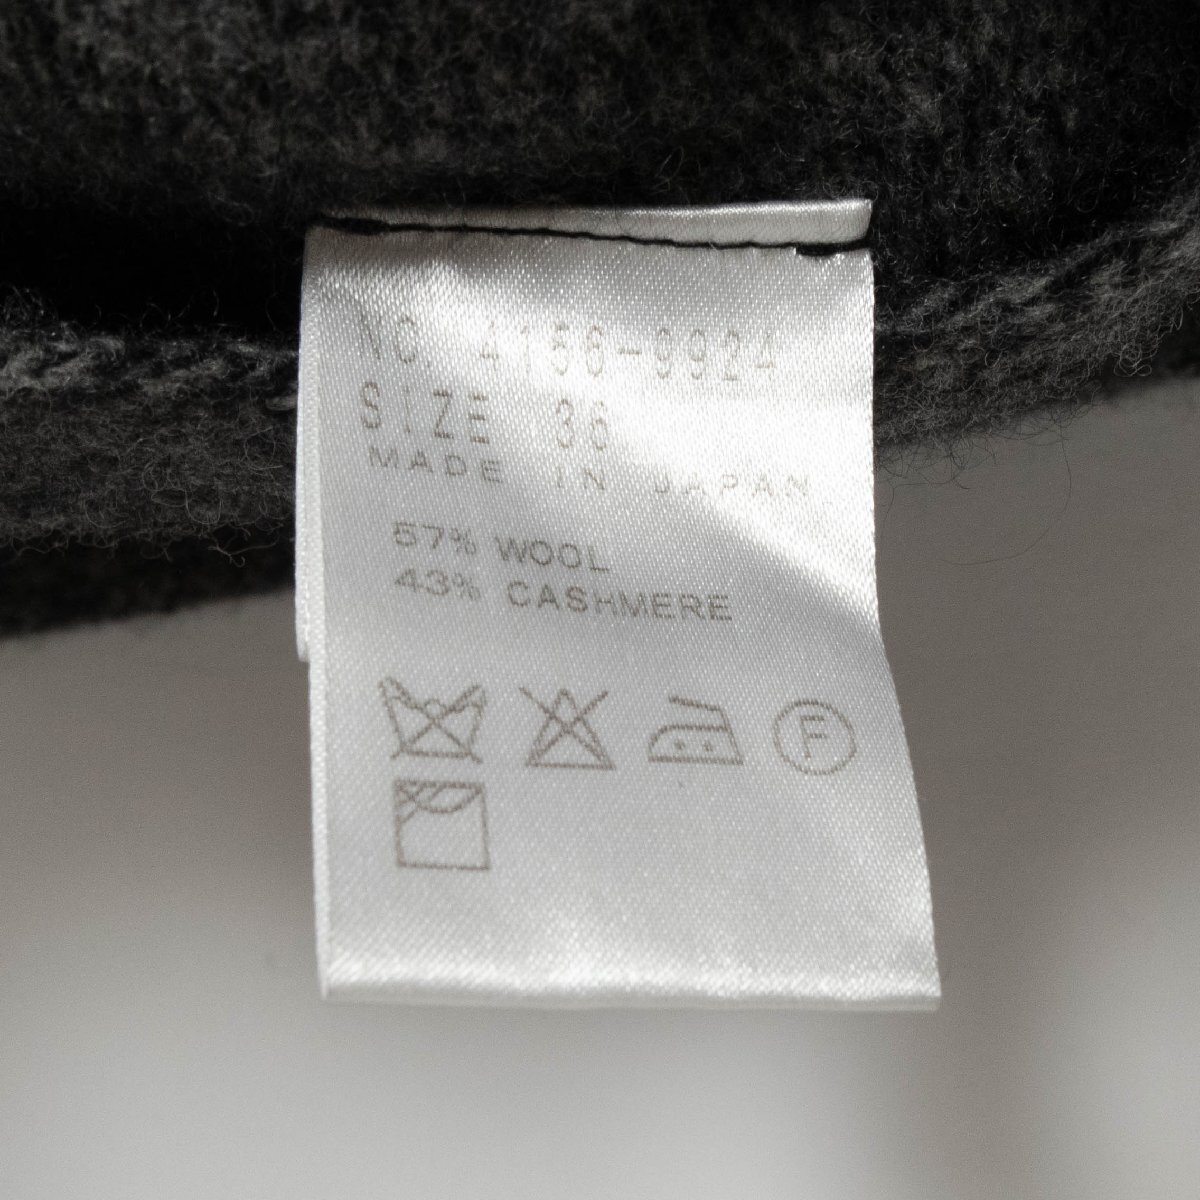 NO. 4156-9924
SIZE 36
MADE IN JAPAN
57% WOOL
43% CASHMERE
F